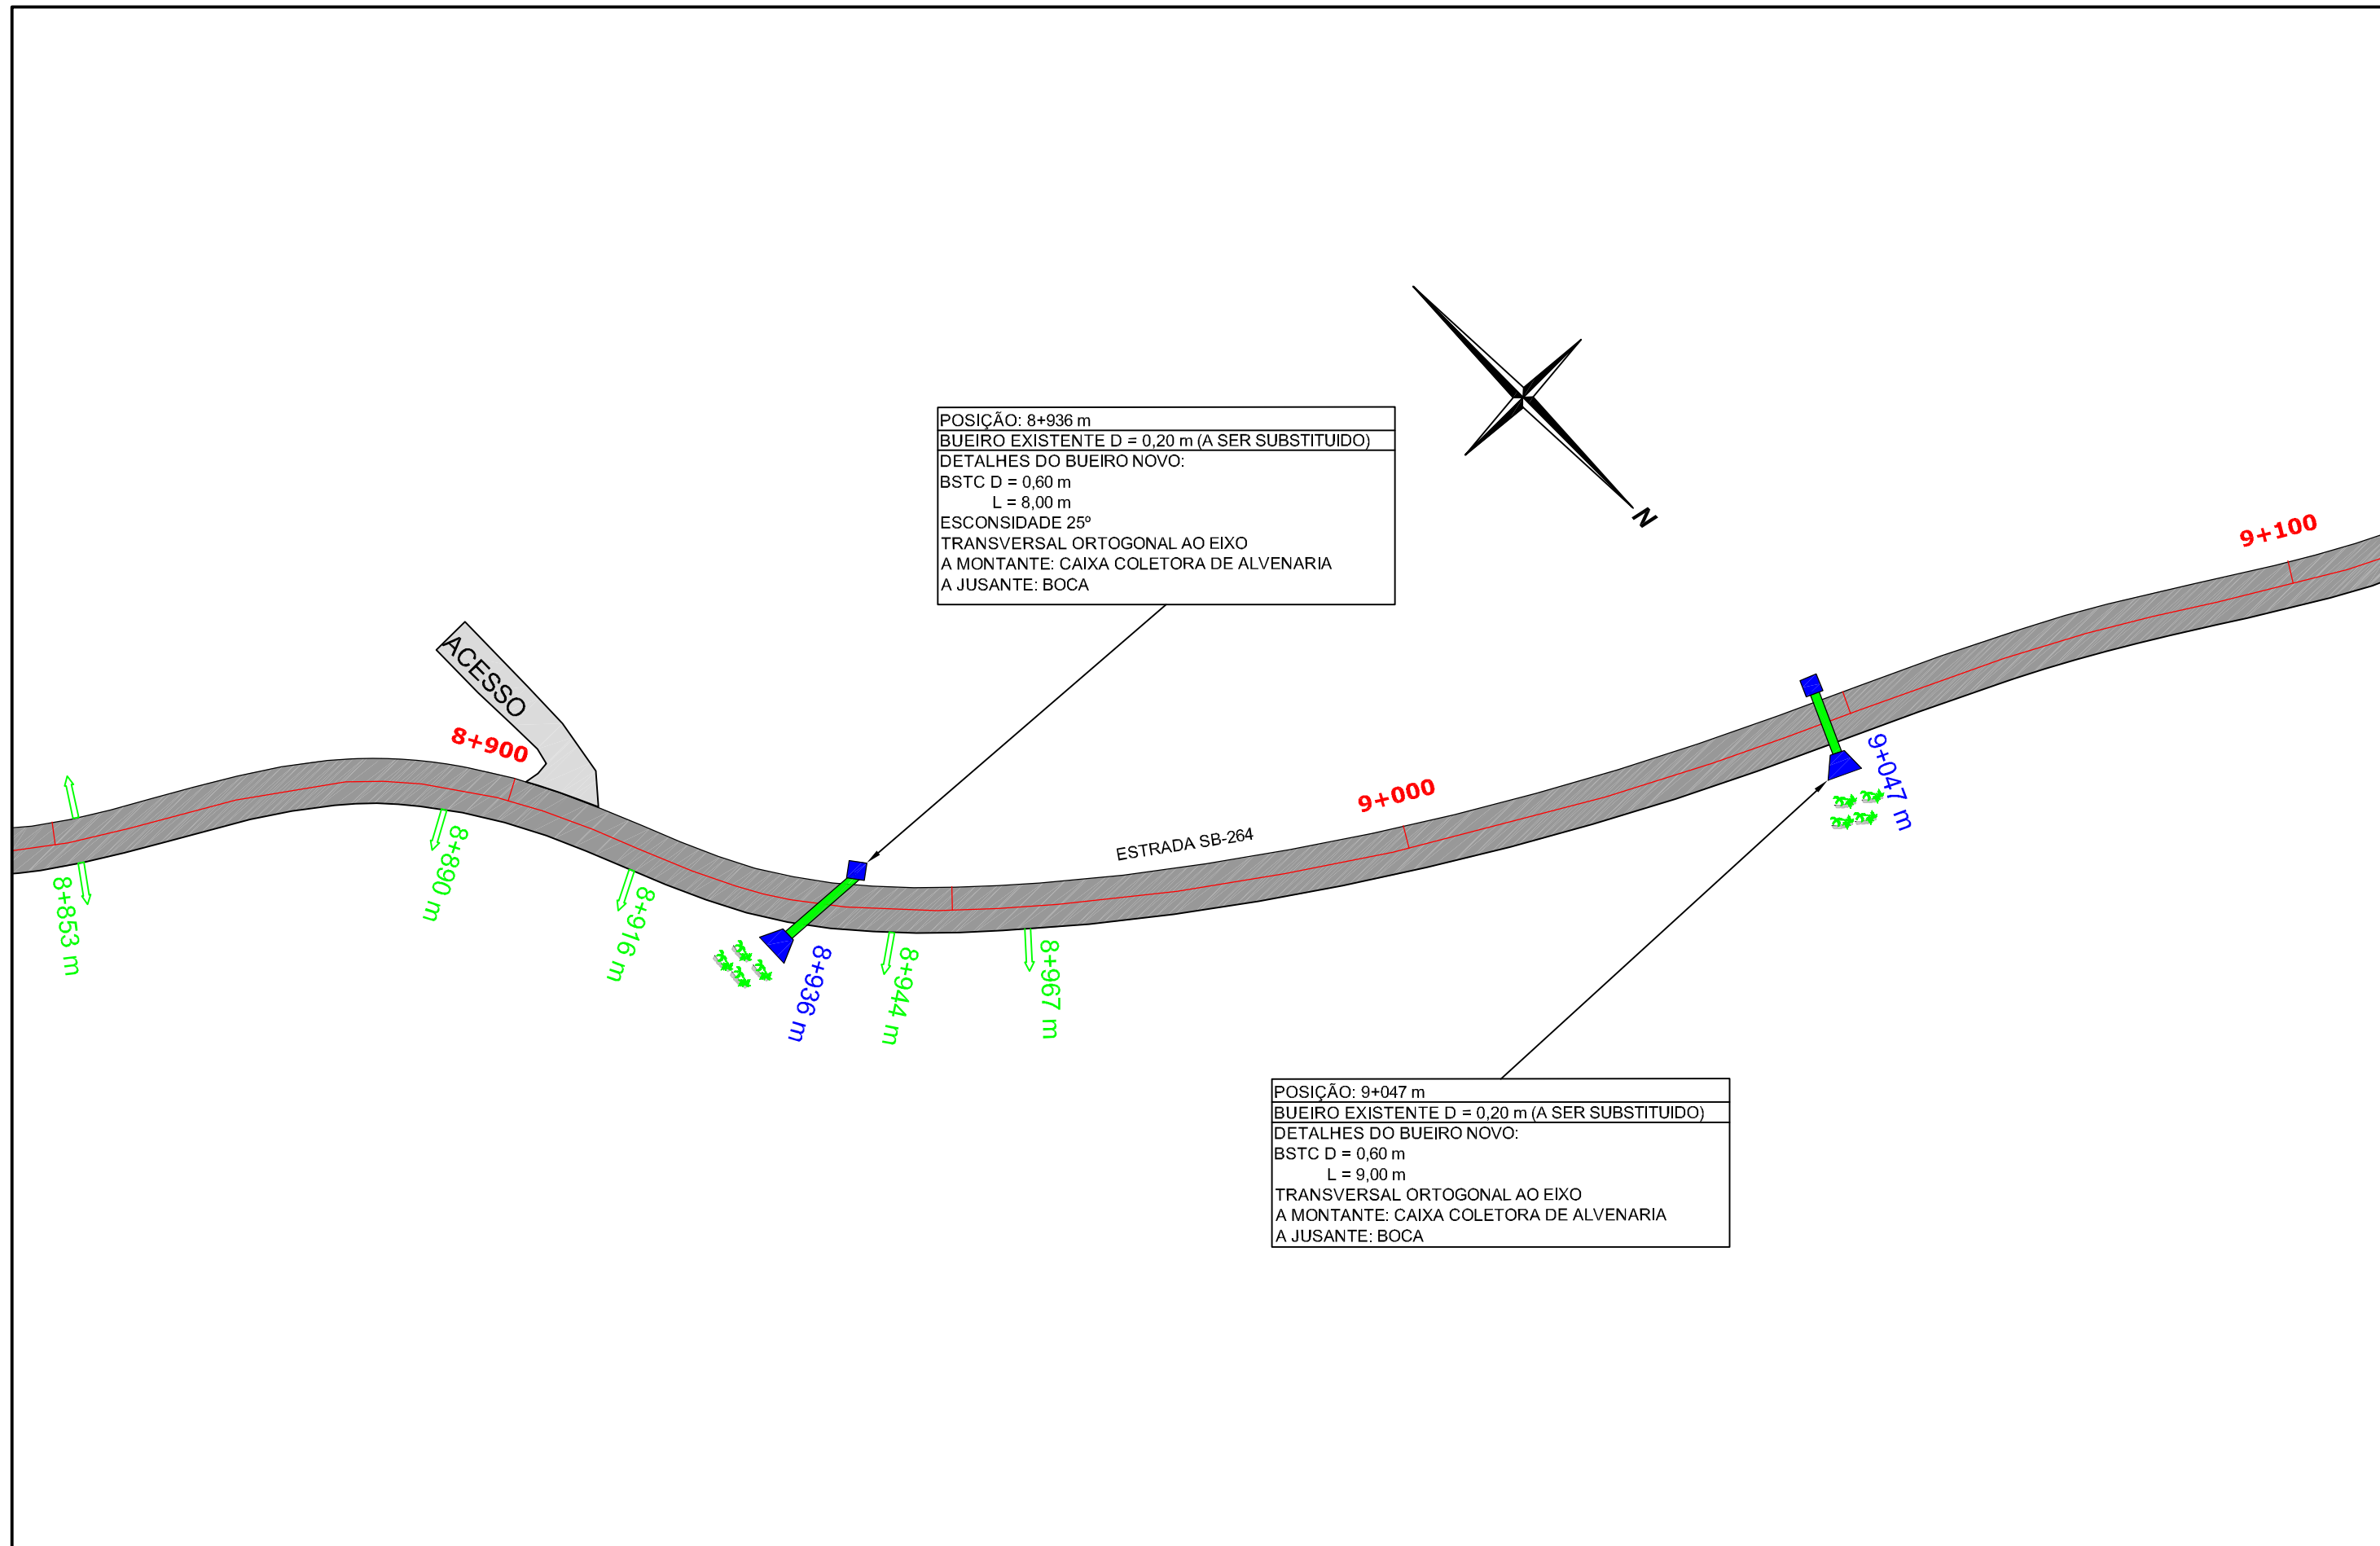 POSIÇÃO: 8+936 m
BUEIRO EXISTENTE D = 0,20 m (A SER SUBSTITUIDO)
DETALHES DO BUEIRO NOVO:
BSTC D = 0,60 m
L = 8,00 m
ESCONSIDADE 25º
TRANSVERSAL ORTOGONAL AO EIXO
A MONTANTE: CAIXA COLETORA DE ALVENARIA
A JUSANTE: BOCA
N
9+100
ACESSO
8+900
9+000
ESTRADA SB-264
9+047 m
8+853 m
8+890 m
8+916 m
8+936 m
8+944 m
8+967 m
POSIÇÃO: 9+047 m
BUEIRO EXISTENTE D = 0,20 m (A SER SUBSTITUIDO)
DETALHES DO BUEIRO NOVO:
BSTC D = 0,60 m
L = 9,00 m
TRANSVERSAL ORTOGONAL AO EIXO
A MONTANTE: CAIXA COLETORA DE ALVENARIA
A JUSANTE: BOCA